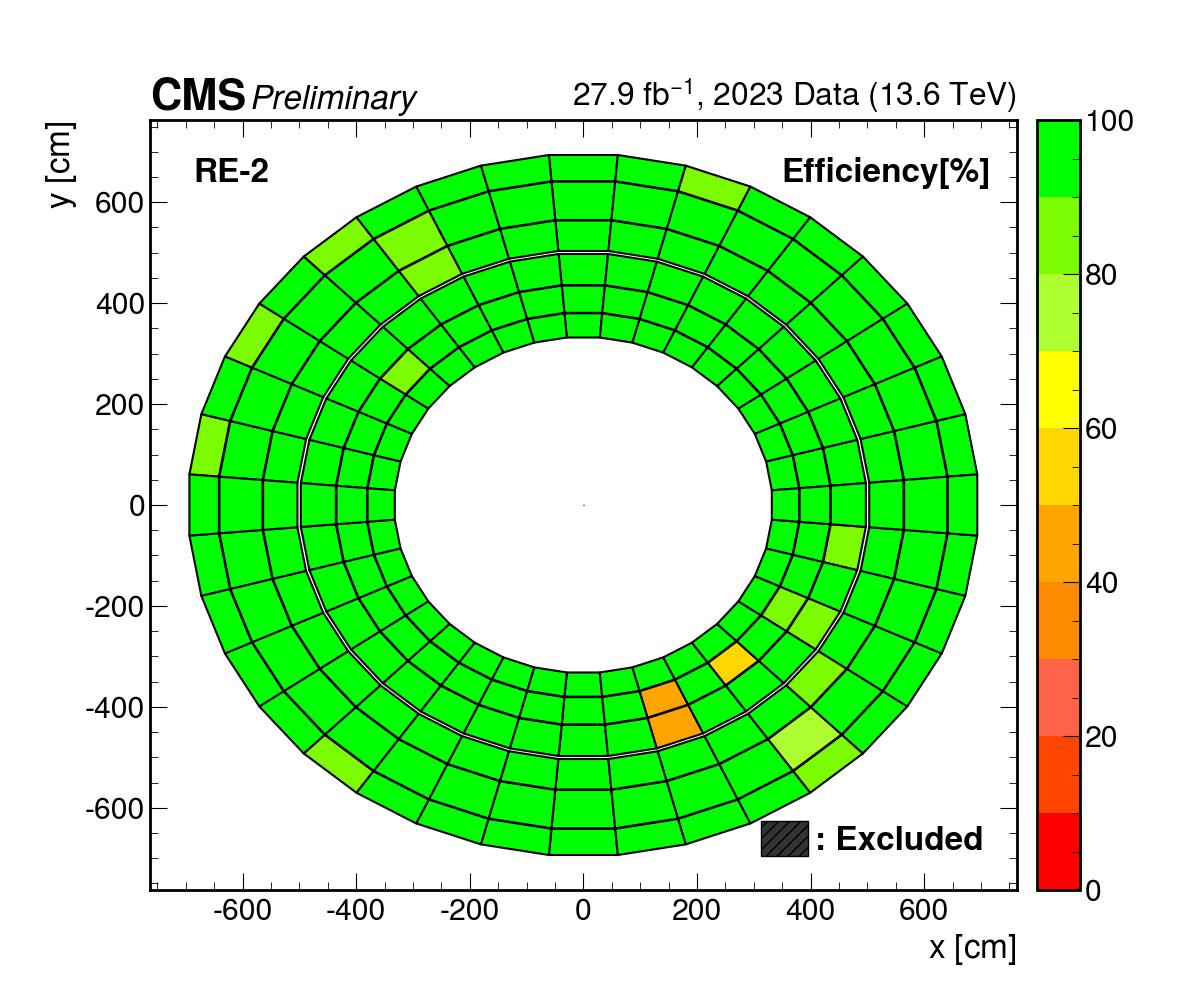 CMS Preliminary 27.9 fb⁻¹, 2023 Data (13.6 TeV)
y [cm]
RE-2 Efficiency[%]
600
400
200
0
-200
-400
-600
: Excluded
-600 -400 -200 0 200 400 600
x [cm]
100
80
60
40
20
0